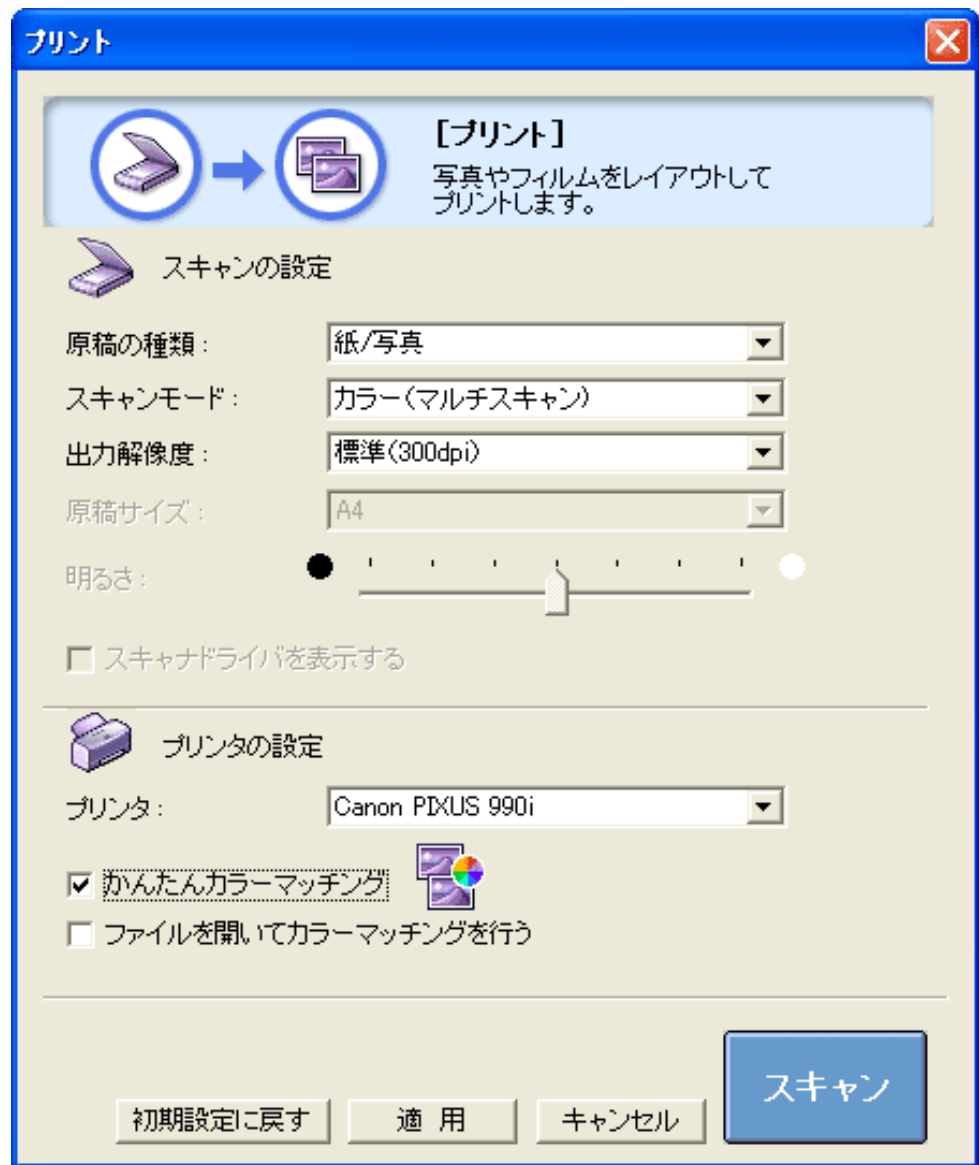 プリント
[プリント]
写真やフィルムをレイアウトして
プリントします。
スキャンの設定
原稿の種類: 紙/写真
スキャンモード: カラー(マルチスキャン)
出力解像度: 標準(300dpi)
原稿サイズ: A4
明るさ:
スキャナドライバを表示する
プリンタの設定
プリンタ: Canon PIXUS 990i
かんたんカラーマッチング
ファイルを開いてカラーマッチングを行う
初期設定に戻す 適 用 キャンセル スキャン